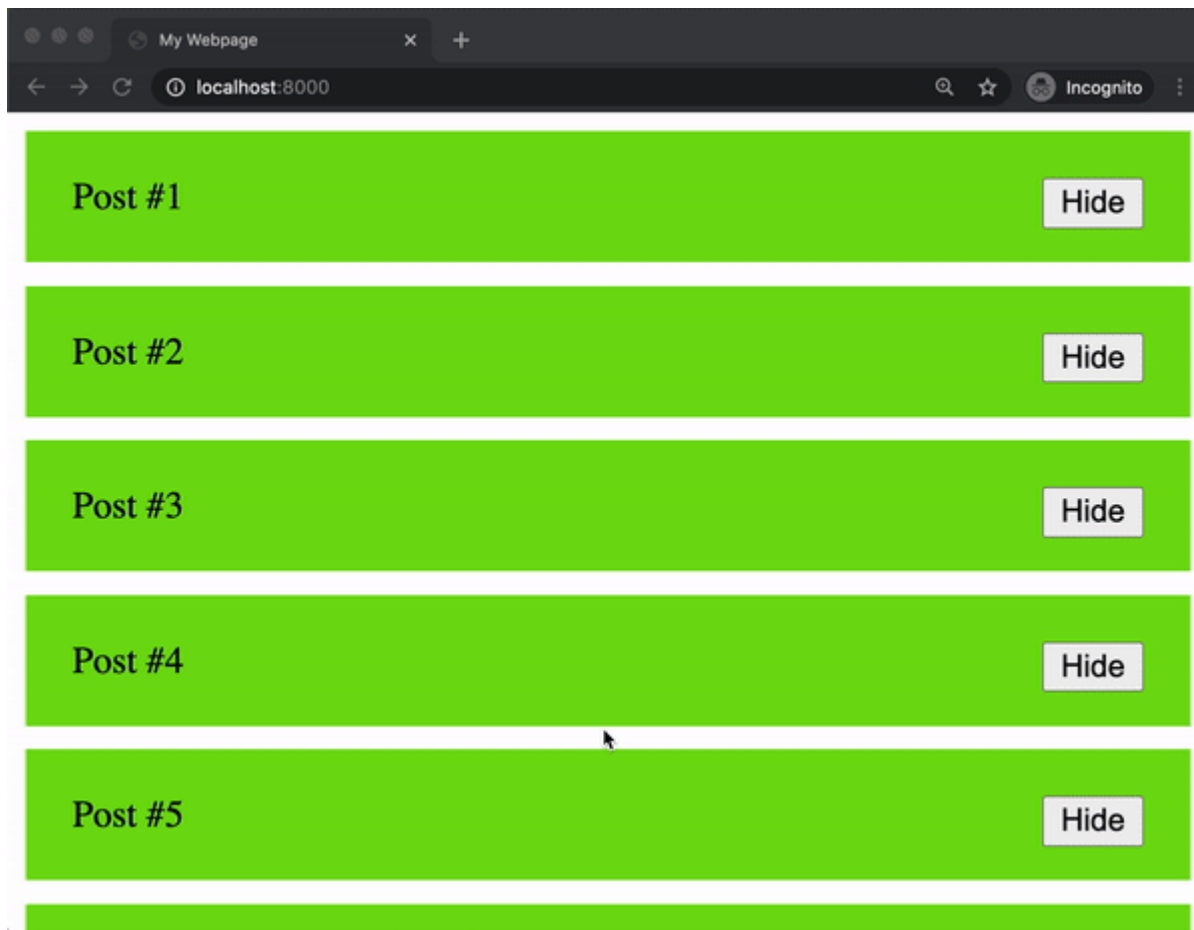 My Webpage
localhost:8000
Incognito
Post #1 Hide
Post #2 Hide
Post #3 Hide
Post #4 Hide
Post #5 Hide